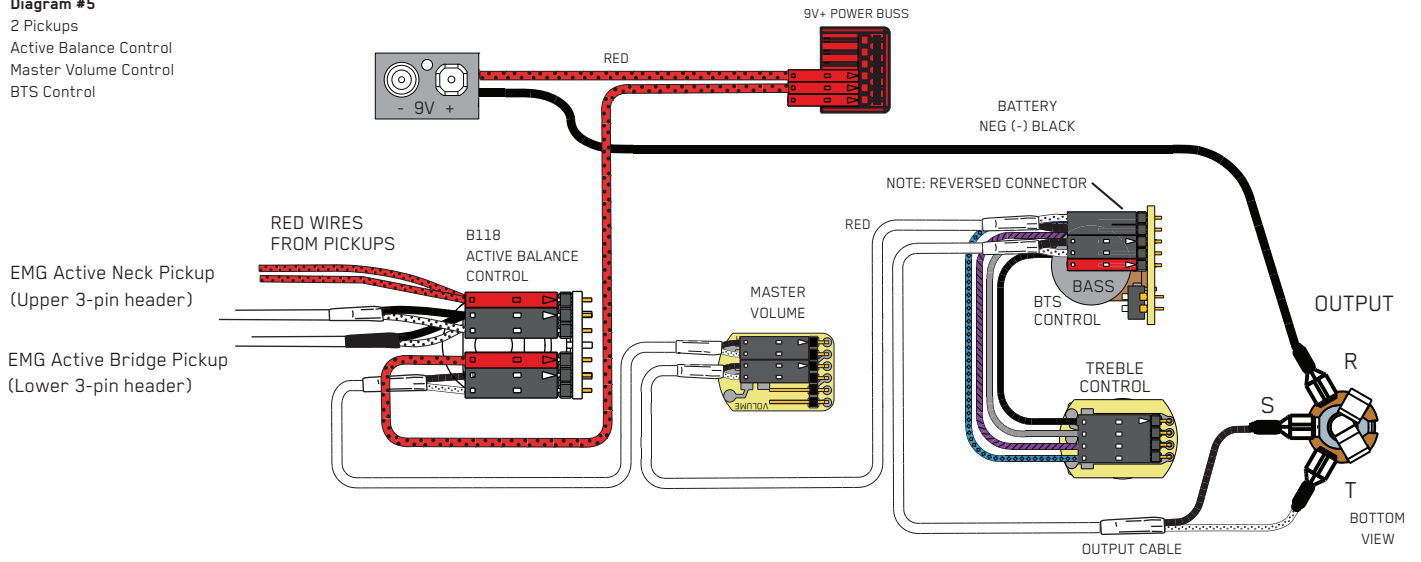 Diagram #5
2 Pickups
Active Balance Control
Master Volume Control
BTS Control
9V+ POWER BUSS
RED
- 9V +
BATTERY
NEG (-) BLACK
NOTE: REVERSED CONNECTOR
RED WIRES
FROM PICKUPS
B118
ACTIVE BALANCE
CONTROL
RED
EMG Active Neck Pickup
(Upper 3-pin header)
EMG Active Bridge Pickup
(Lower 3-pin header)
MASTER
VOLUME
VOLUME
BASS
BTS
CONTROL
OUTPUT
TREBLE
CONTROL
R
S
T
BOTTOM
VIEW
OUTPUT CABLE